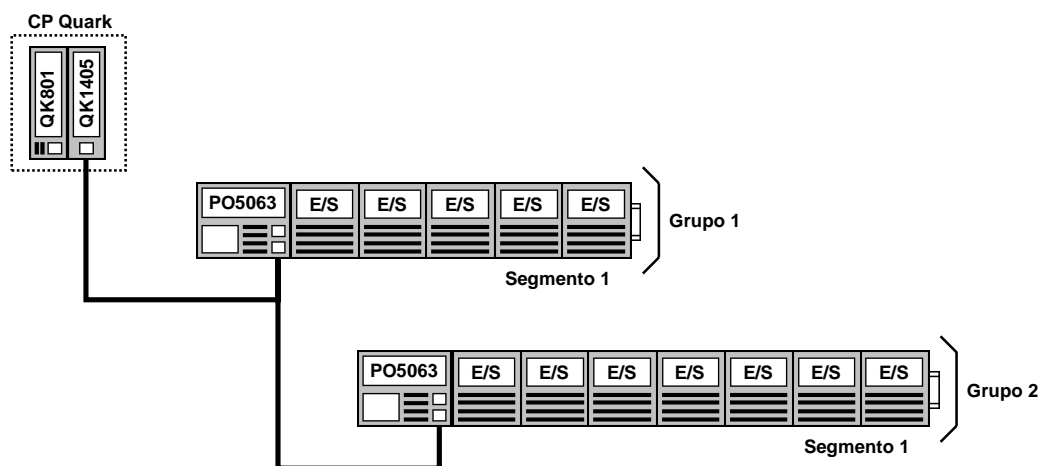 CP Quark
QK801
QK1405
PO5063 E/S E/S E/S E/S E/S
Grupo 1
Segmento 1
PO5063 E/S E/S E/S E/S E/S E/S E/S
Grupo 2
Segmento 1